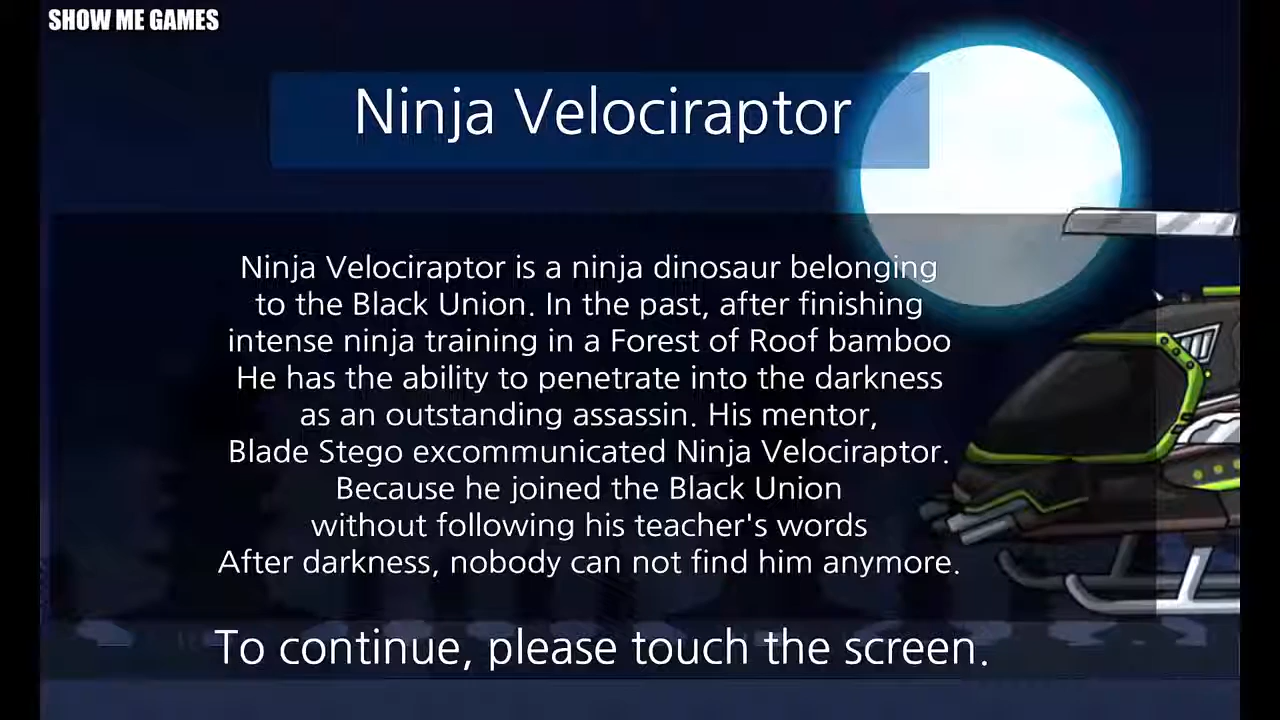 SHOW ME GAMES
Ninja Velociraptor
Ninja Velociraptor is a ninja dinosaur belonging
to the Black Union. In the past, after finishing
intense ninja training in a Forest of Roof bamboo
He has the ability to penetrate into the darkness
as an outstanding assassin. His mentor,
Blade Stego excommunicated Ninja Velociraptor.
Because he joined the Black Union
without following his teacher's words
After darkness, nobody can not find him anymore.
To continue, please touch the screen.